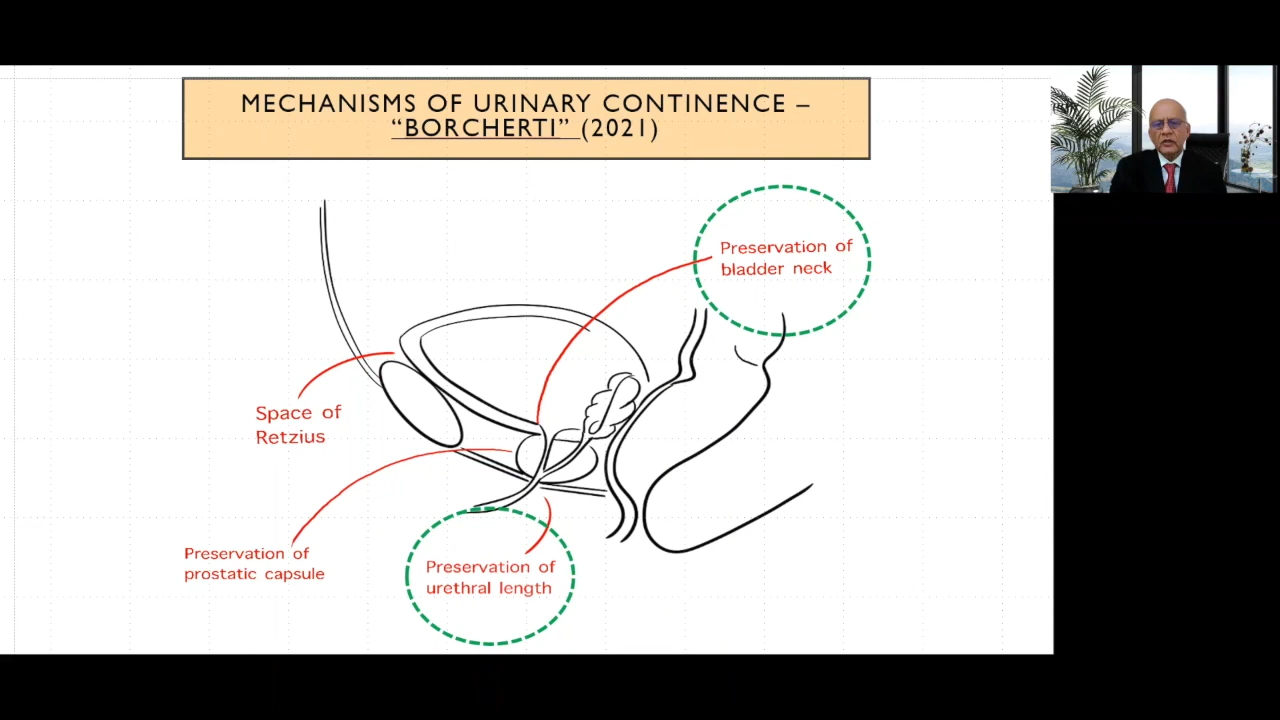 MECHANISMS OF URINARY CONTINENCE –
“BORCHERTI” (2021)
Preservation of
bladder neck
Space of
Retzius
Preservation of
prostatic capsule
Preservation of
urethral length